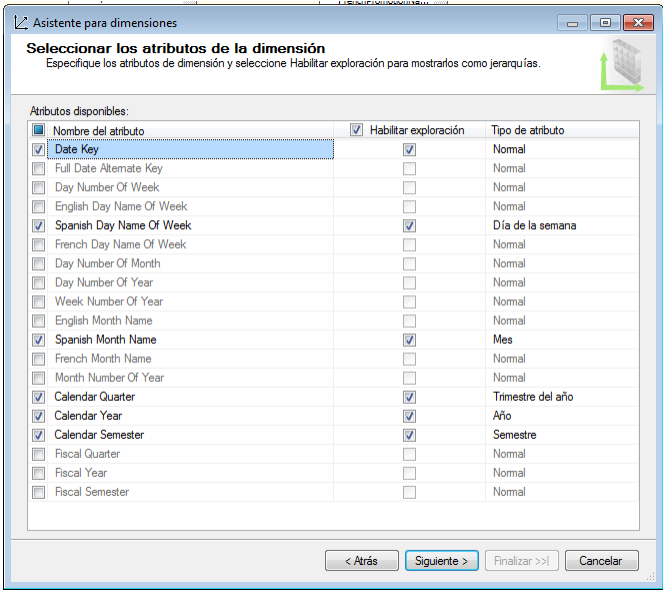 Asistente para dimensiones
Seleccionar los atributos de la dimensión
Especifique los atributos de dimensión y seleccione Habilitar exploración para mostrarlos como jerarquías.
Atributos disponibles:
Nombre del atributo Habilitar exploración Tipo de atributo
Date Key Normal
Full Date Alternate Key Normal
Day Number Of Week Normal
English Day Name Of Week Normal
Spanish Day Name Of Week Día de la semana
French Day Name Of Week Normal
Day Number Of Month Normal
Day Number Of Year Normal
Week Number Of Year Normal
English Month Name Normal
Spanish Month Name Mes
French Month Name Normal
Month Number Of Year Normal
Calendar Quarter Trimestre del año
Calendar Year Año
Calendar Semester Semestre
Fiscal Quarter Normal
Fiscal Year Normal
Fiscal Semester Normal
< Atrás Siguiente > Finalizar >>| Cancelar